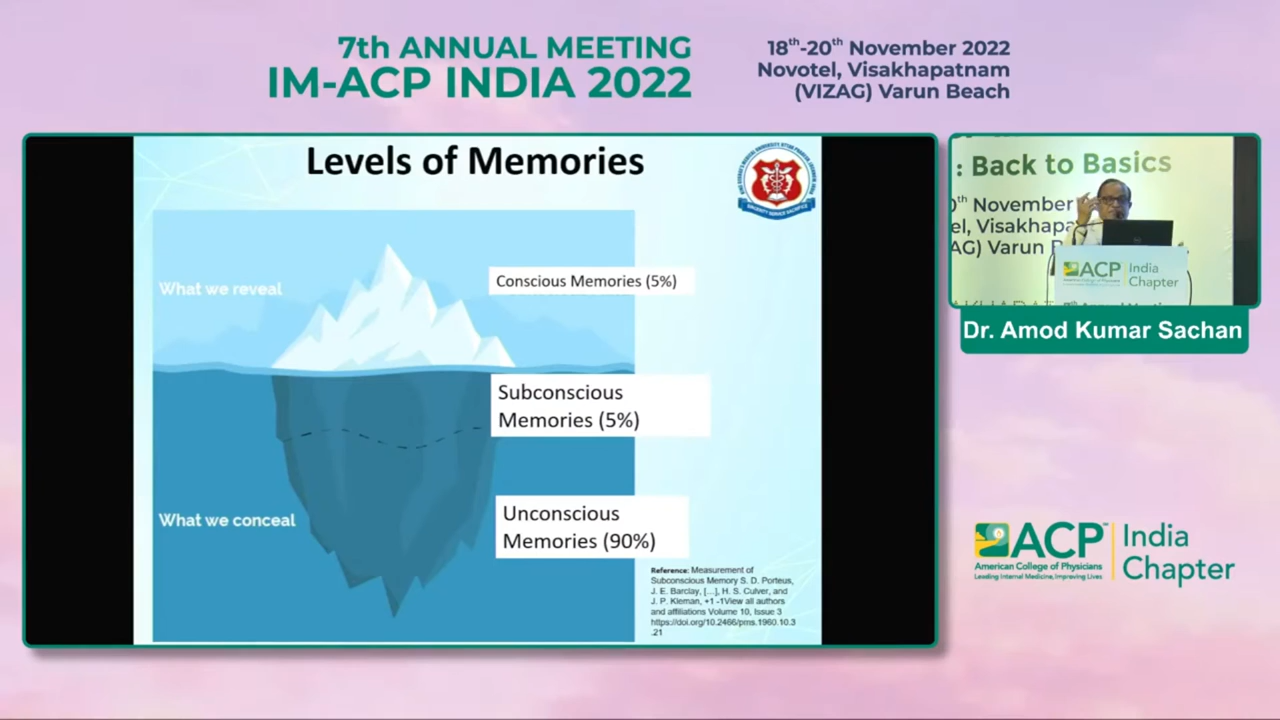 7th ANNUAL MEETING
IM-ACP INDIA 2022
18th-20th November 2022
Novotel, Visakhapatnam
(VIZAG) Varun Beach
Levels of Memories
What we reveal
Conscious Memories (5%)
Subconscious
Memories (5%)
What we conceal
Unconscious
Memories (90%)
Reference: Measurement of
Subconscious Memory S. D. Porteus,
J. E. Barclay, [...], H. S. Culver, and
J. P. Kleman, +1 -1View all authors
and affiliations Volume 10, Issue 3
https://doi.org/10.2466/pms.1960.10.3
.21
SINCERITY SERVICE SACRIFICE
: Back to Basics
0th November
el, Visakhapa
AG) Varun B
ACP India
Chapter
Dr. Amod Kumar Sachan
ACP India
Chapter
American College of Physicians
Leading Internal Medicine, Improving Lives